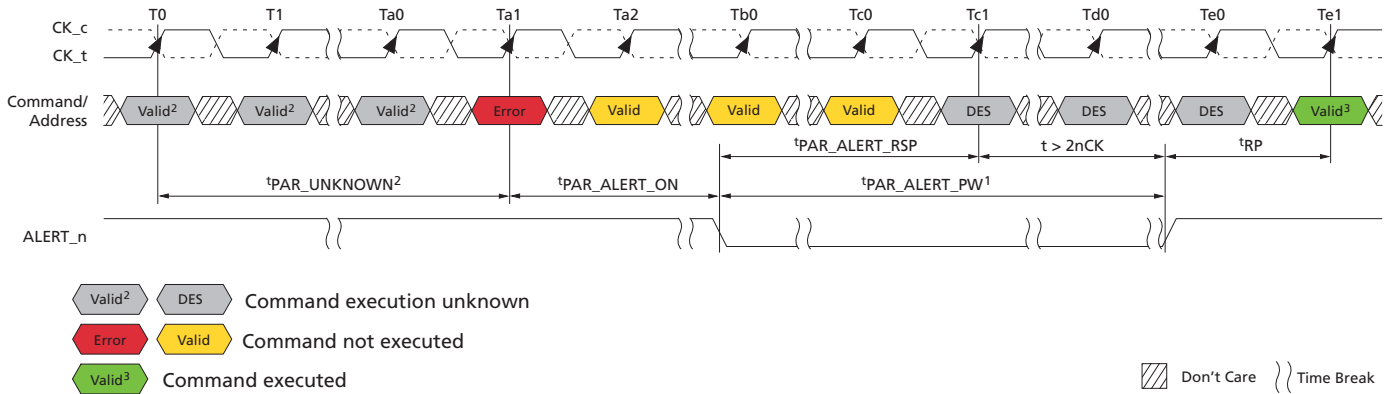 T0 T1 Ta0 Ta1 Ta2 Tb0 Tc0 Tc1 Td0 Te0 Te1
CK_c
CK_t
Command/
Address
Valid² Valid² Valid² Error Valid Valid Valid DES DES DES Valid³
tPAR_ALERT_RSP t > 2nCK tRP
tPAR_UNKNOWN² tPAR_ALERT_ON tPAR_ALERT_PW¹
ALERT_n
Valid² DES Command execution unknown
Error Valid Command not executed
Valid³ Command executed
Don't Care Time Break